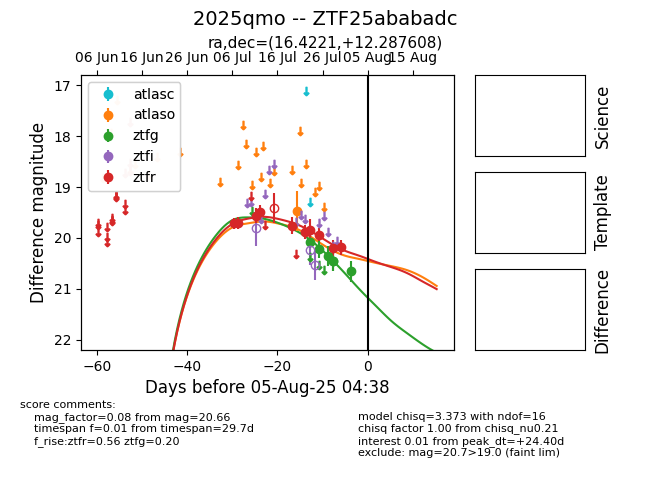 2025qmo -- ZTF25ababadc
ra,dec=(16.4221,+12.287608)
06 Jun 16 Jun 26 Jun 06 Jul 16 Jul 26 Jul 05 Aug 15 Aug
17
18
19
20
21
22
Difference magnitude
atlasc
atlaso
ztfg
ztfi
ztfr
−60 −40 −20 0
Days before 05-Aug-25 04:38
Science
Template
Difference
score comments:
mag_factor=0.08 from mag=20.66
timespan f=0.01 from timespan=29.7d
f_rise:ztfr=0.56 ztfg=0.20
model chisq=3.373 with ndof=16
chisq factor 1.00 from chisq_nu0.21
interest 0.01 from peak_dt=+24.40d
exclude: mag=20.7>19.0 (faint lim)